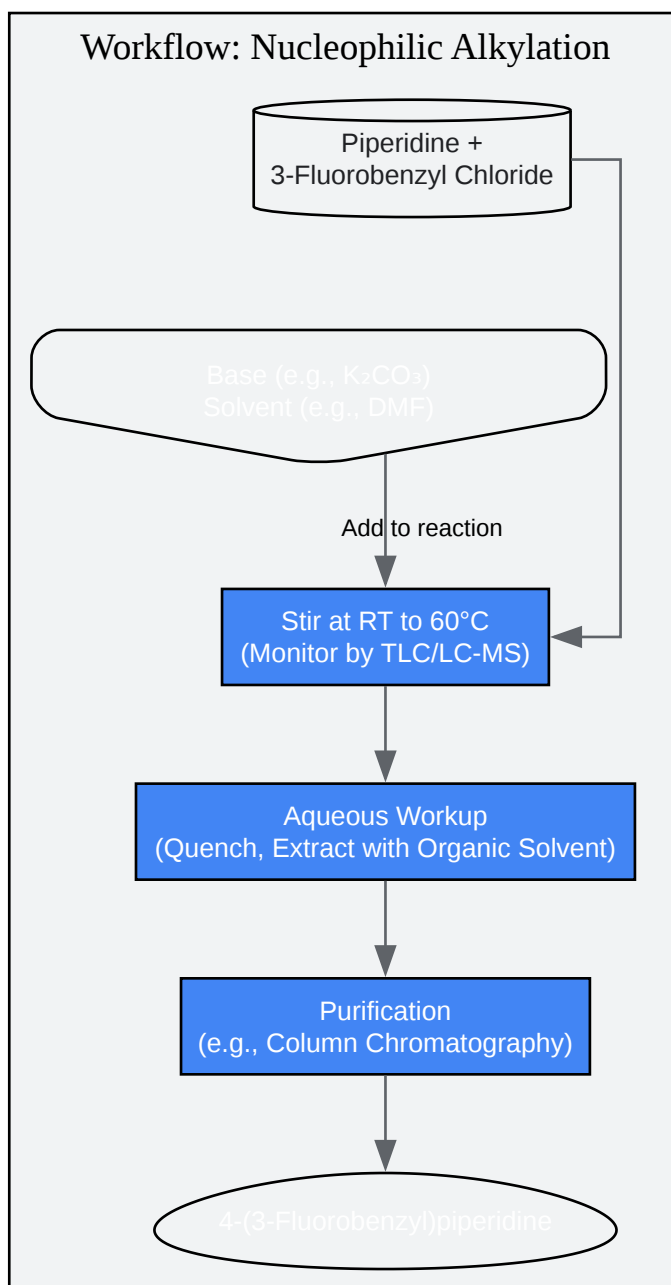 Workflow: Nucleophilic Alkylation
Piperidine +
3-Fluorobenzyl Chloride
Base (e.g., K₂CO₃)
Solvent (e.g., DMF)
Add to reaction
Stir at RT to 60°C
(Monitor by TLC/LC-MS)
Aqueous Workup
(Quench, Extract with Organic Solvent)
Purification
(e.g., Column Chromatography)
4-(3-Fluorobenzyl)piperidine